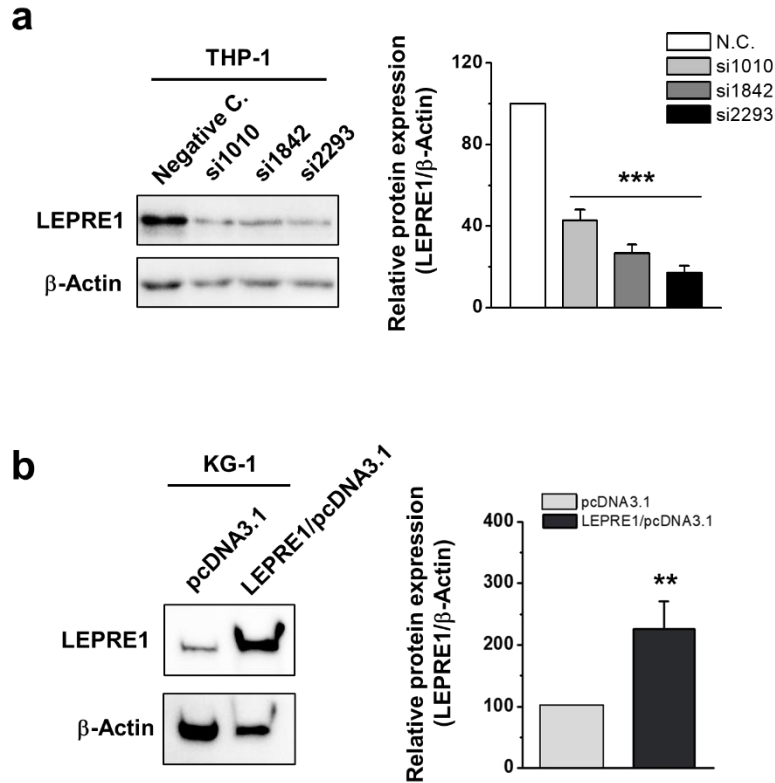 a
THP-1
Negative C.
si1010
si1842
si2293
LEPRE1
β-Actin
Relative protein expression
(LEPRE1/β-Actin)
120
80
40
0
***
N.C.
si1010
si1842
si2293
b
KG-1
pcDNA3.1
LEPRE1/pcDNA3.1
LEPRE1
β-Actin
Relative protein expression
(LEPRE1/β-Actin)
400
300
200
100
0
**
pcDNA3.1
LEPRE1/pcDNA3.1